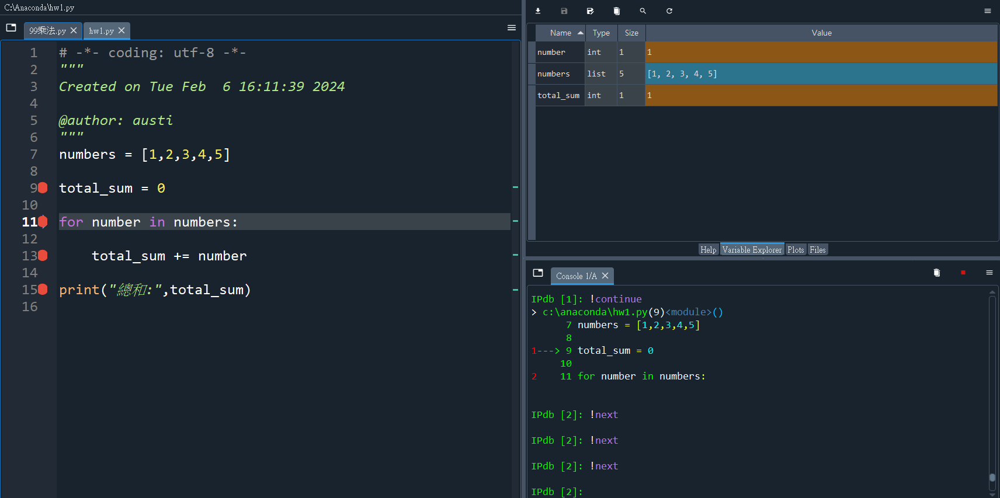 C:\Anaconda\hw1.py
99乘法.py
hw1.py
1 # -*- coding: utf-8 -*-
2 """
3 Created on Tue Feb  6 16:11:39 2024
4
5 @author: austi
6 """
7 numbers = [1,2,3,4,5]
8
9 total_sum = 0
10
11 for number in numbers:
12
13     total_sum += number
14
15 print("總和:",total_sum)
16
Name Type Size Value
number int 1 1
numbers list 5 [1, 2, 3, 4, 5]
total_sum int 1 1
Help Variable Explorer Plots Files
Console 1/A
IPdb [1]: !continue
> c:\anaconda\hw1.py(9)<module>()
      7 numbers = [1,2,3,4,5]
      8
1---> 9 total_sum = 0
     10
2    11 for number in numbers:
IPdb [2]: !next
IPdb [2]: !next
IPdb [2]: !next
IPdb [2]: